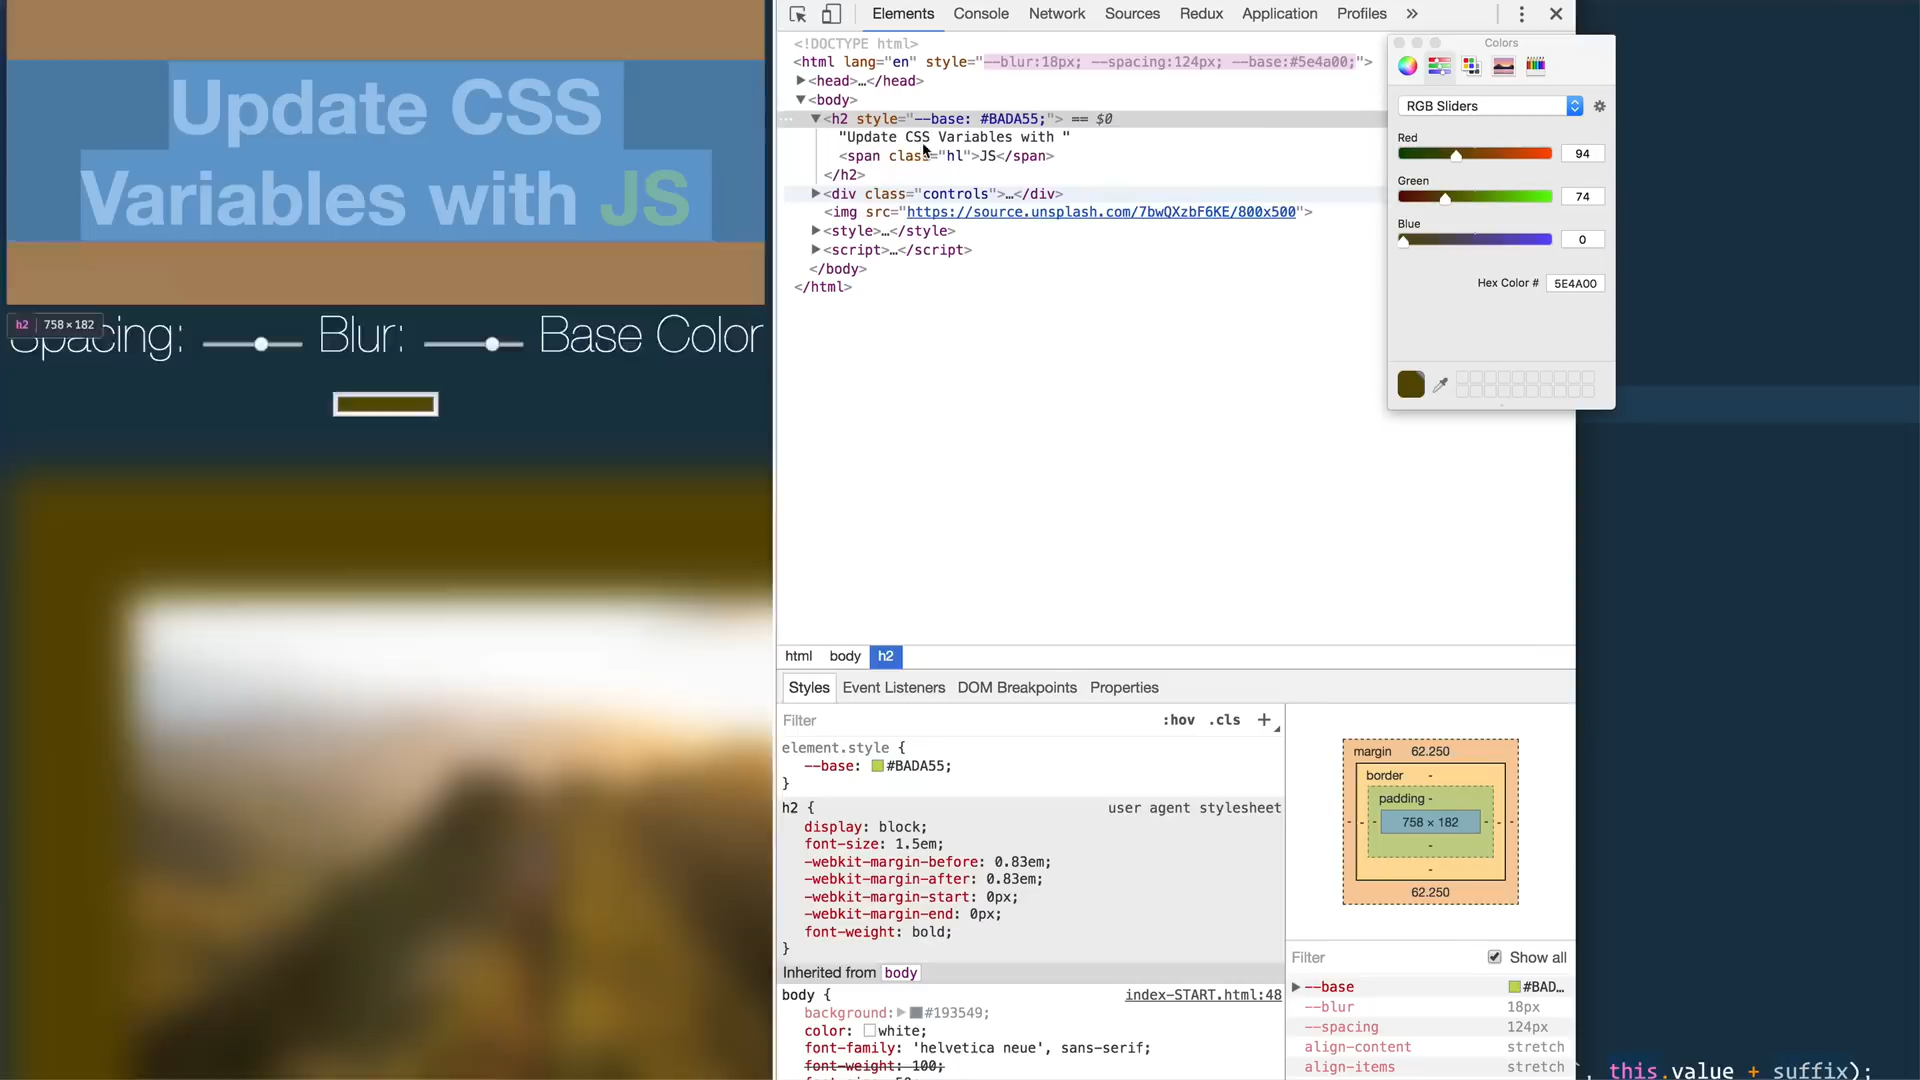 Update CSS
Variables with JS
h2 758×182
Spacing: Blur: Base Color
Elements Console Network Sources Redux Application Profiles »
<!DOCTYPE html>
<html lang="en" style="--blur:18px; --spacing:124px; --base:#5e4a00;">
<head>…</head>
<body>
<h2 style="--base: #BADA55;"> == $0
"Update CSS Variables with "
<span class="hl">JS</span>
</h2>
<div class="controls">…</div>
<img src="https://source.unsplash.com/7bwQXzbF6KE/800x500">
<style>…</style>
<script>…</script>
</body>
</html>
Colors
RGB Sliders
Red
94
Green
74
Blue
0
Hex Color # 5E4A00
html body h2
Styles Event Listeners DOM Breakpoints Properties
Filter :hov .cls +
element.style {
--base: #BADA55;
}
h2 { user agent stylesheet
display: block;
font-size: 1.5em;
-webkit-margin-before: 0.83em;
-webkit-margin-after: 0.83em;
-webkit-margin-start: 0px;
-webkit-margin-end: 0px;
font-weight: bold;
}
Inherited from body
body { index-START.html:48
background: #193549;
color: white;
font-family: 'helvetica neue', sans-serif;
font-weight: 100;
margin 62.250
border -
padding -
- - - 758 × 182 - - -
-
-
62.250
Filter Show all
--base #BAD…
--blur 18px
--spacing 124px
align-content stretch
align-items stretch
`, this.value + suffix);